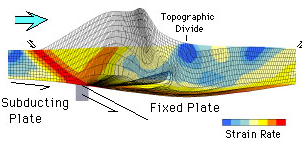 Topographic
Divide
Subducting
Plate
Fixed Plate
Strain Rate